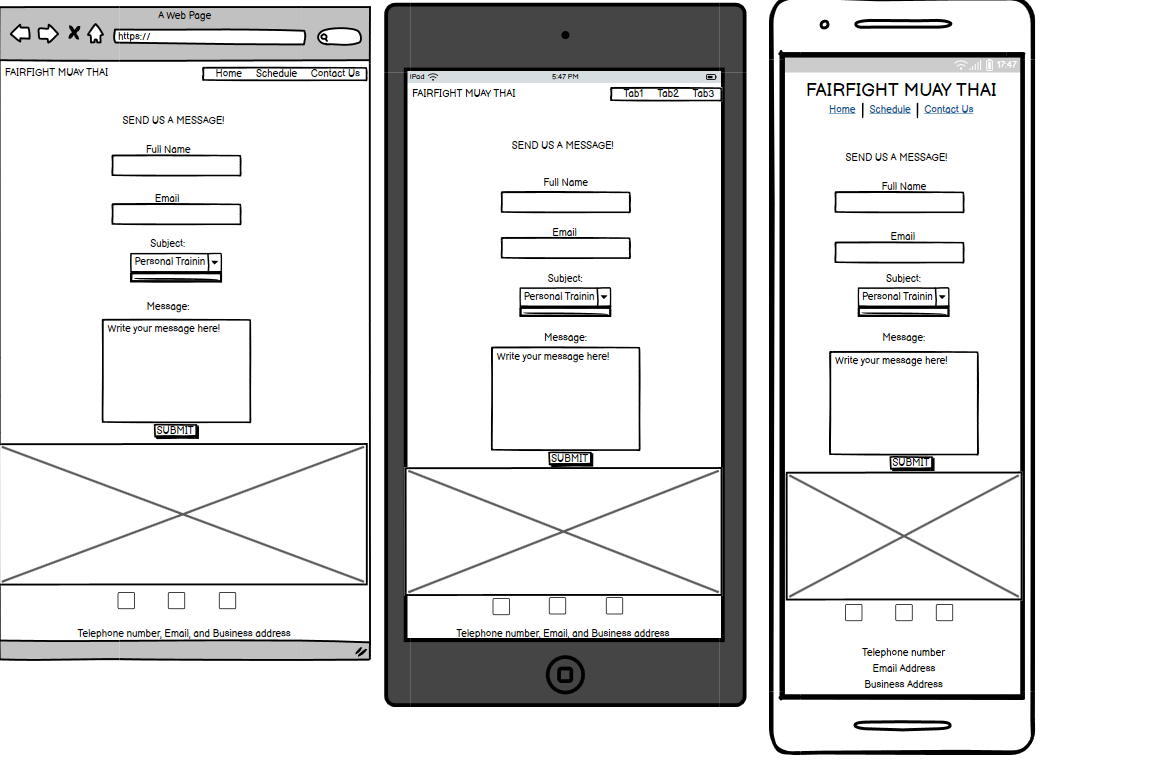 A Web Page
https://
FAIRFIGHT MUAY THAI
Home Schedule Contact Us
SEND US A MESSAGE!
Full Name
Email
Subject:
Personal Trainin
Message:
Write your message here!
SUBMIT
Telephone number, Email, and Business address
iPod 5:47 PM
FAIRFIGHT MUAY THAI
Tab1 Tab2 Tab3
SEND US A MESSAGE!
Full Name
Email
Subject:
Personal Trainin
Message:
Write your message here!
SUBMIT
Telephone number, Email, and Business address
17:47
FAIRFIGHT MUAY THAI
Home Schedule Contact Us
SEND US A MESSAGE!
Full Name
Email
Subject:
Personal Trainin
Message:
Write your message here!
SUBMIT
Telephone number
Email Address
Business Address